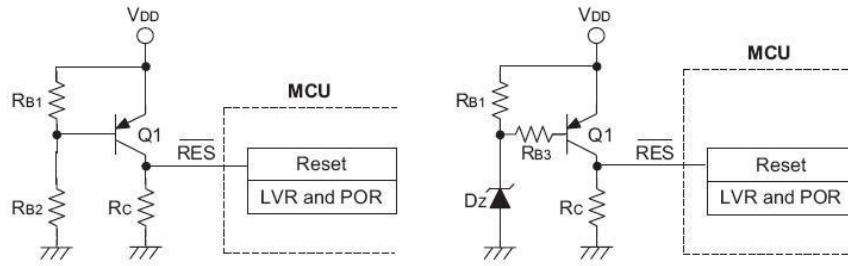 VDD
RB1
Q1
RB2
RC
RES
MCU
Reset
LVR and POR
VDD
RB1
RB3
Q1
DZ
RC
RES
MCU
Reset
LVR and POR